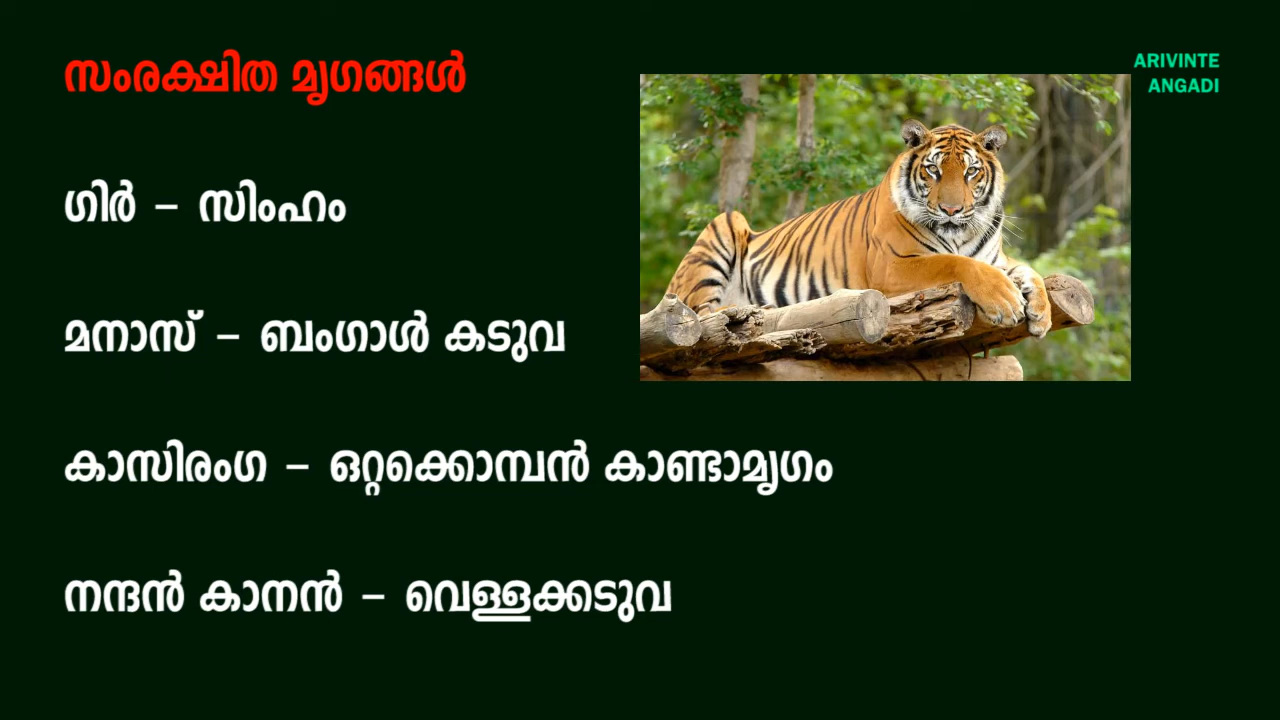 സംരക്ഷിത മൃഗങ്ങൾ
ARIVINTE
ANGADI
ഗിർ – സിംഹം
മനാസ് – ബംഗാൾ കടുവ
കാസിരംഗ – ഒറ്റക്കൊമ്പൻ കാണ്ടാമൃഗം
നന്ദൻ കാനൻ – വെള്ളക്കടുവ